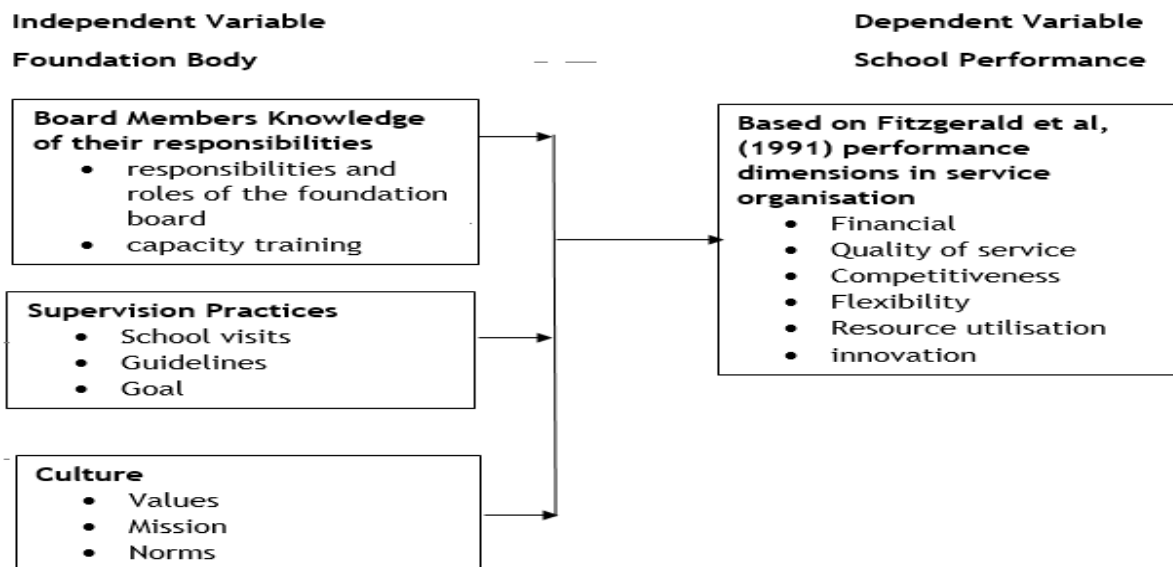 Independent Variable
Foundation Body
Board Members Knowledge
of their responsibilities
• responsibilities and
roles of the foundation
board
• capacity training
Supervision Practices
• School visits
• Guidelines
• Goal
Culture
• Values
• Mission
• Norms
Dependent Variable
School Performance
Based on Fitzgerald et al,
(1991) performance
dimensions in service
organisation
• Financial
• Quality of service
• Competitiveness
• Flexibility
• Resource utilisation
• innovation